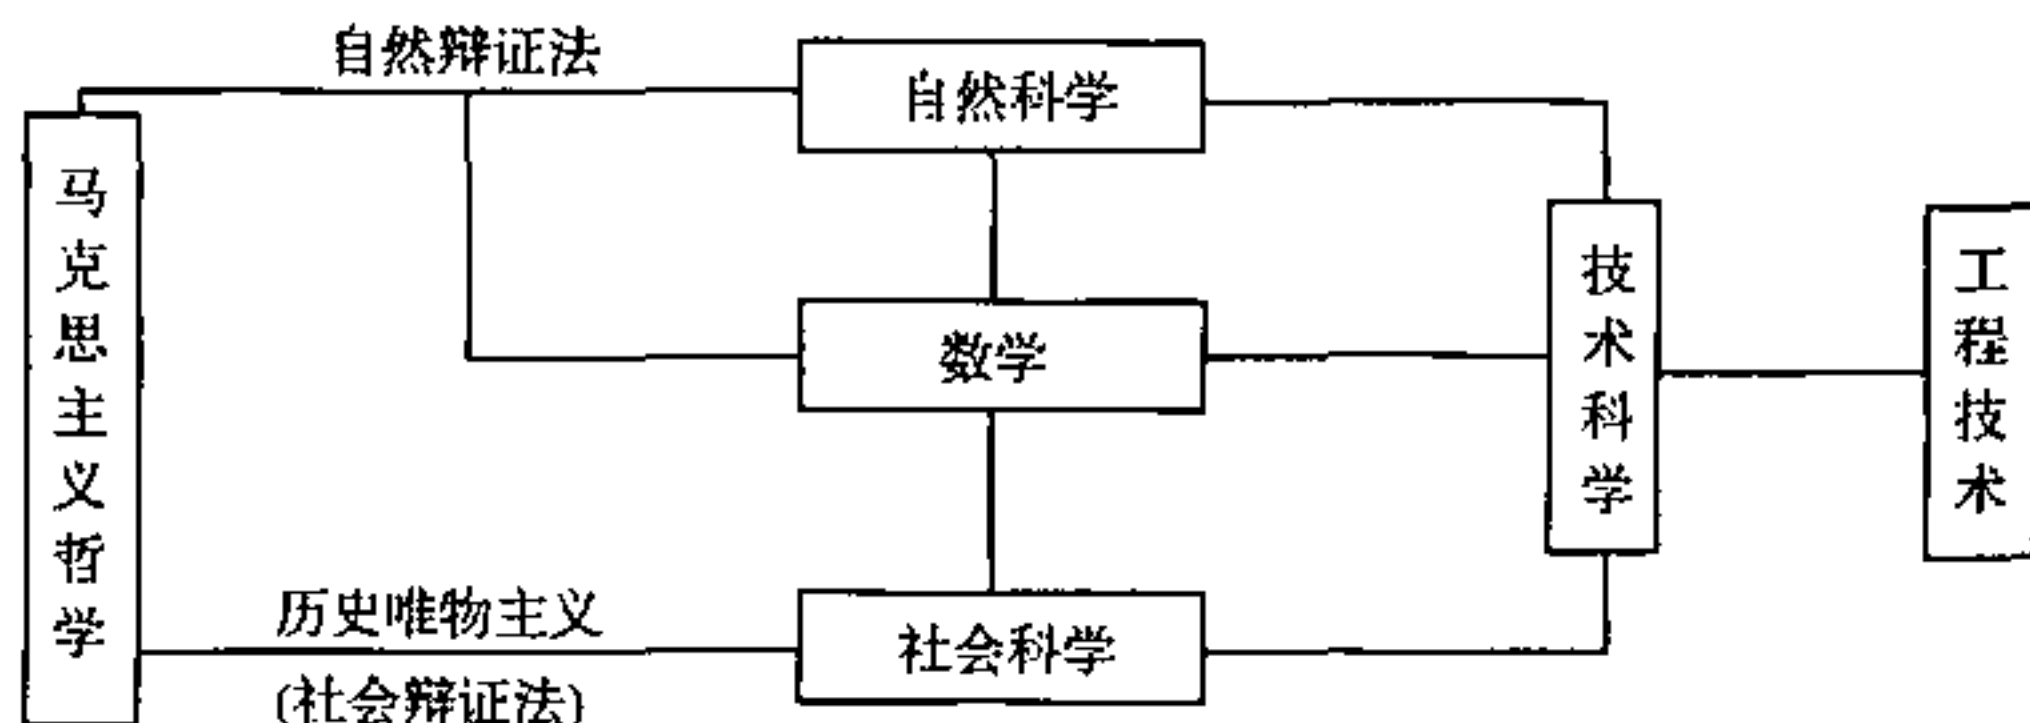 自然辩证法
自然科学
马克思主义哲学
数学
技术科学
工程技术
历史唯物主义
(社会辩证法)
社会科学